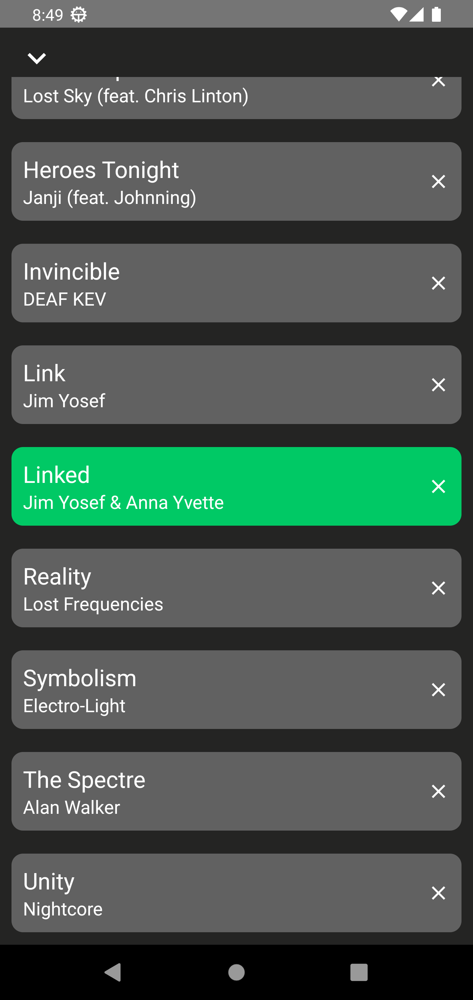 8:49
Lost Sky (feat. Chris Linton)
Heroes Tonight
Janji (feat. Johnning)
Invincible
DEAF KEV
Link
Jim Yosef
Linked
Jim Yosef & Anna Yvette
Reality
Lost Frequencies
Symbolism
Electro-Light
The Spectre
Alan Walker
Unity
Nightcore